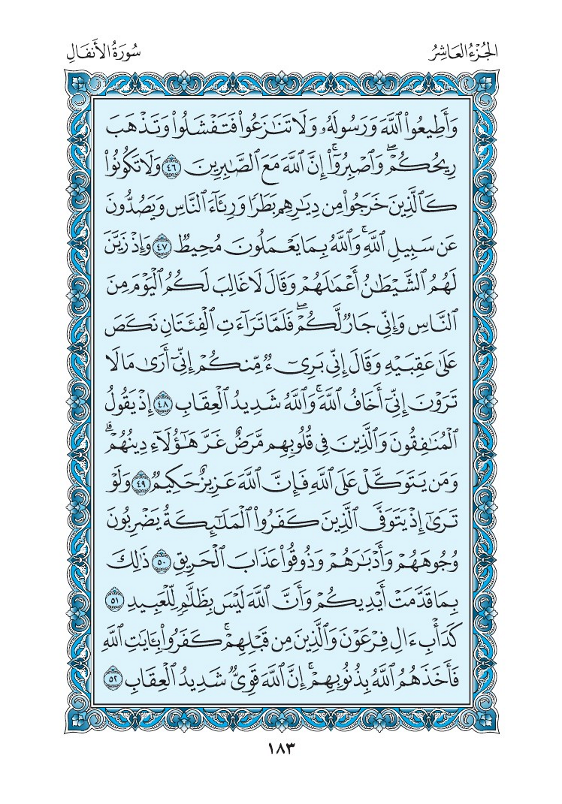 الجُزْءُ العَاشِرُ
سُورَةُ الأَنفَالِ
وَأَطِيعُوا۟ ٱللَّهَ وَرَسُولَهُۥ وَلَا تَنَٰزَعُوا۟ فَتَفْشَلُوا۟ وَتَذْهَبَ
رِيحُكُمْ ۖ وَٱصْبِرُوٓا۟ ۚ إِنَّ ٱللَّهَ مَعَ ٱلصَّٰبِرِينَ ٤٦ وَلَا تَكُونُوا۟
كَٱلَّذِينَ خَرَجُوا۟ مِن دِيَٰرِهِم بَطَرًا وَرِئَآءَ ٱلنَّاسِ وَيَصُدُّونَ
عَن سَبِيلِ ٱللَّهِ ۚ وَٱللَّهُ بِمَا يَعْمَلُونَ مُحِيطٌ ٤٧ وَإِذْ زَيَّنَ
لَهُمُ ٱلشَّيْطَٰنُ أَعْمَٰلَهُمْ وَقَالَ لَا غَالِبَ لَكُمُ ٱلْيَوْمَ مِنَ
ٱلنَّاسِ وَإِنِّى جَارٌ لَّكُمْ ۖ فَلَمَّا تَرَآءَتِ ٱلْفِئَتَانِ نَكَصَ
عَلَىٰ عَقِبَيْهِ وَقَالَ إِنِّى بَرِىٓءٌ مِّنكُمْ إِنِّىٓ أَرَىٰ مَا لَا
تَرَوْنَ إِنِّىٓ أَخَافُ ٱللَّهَ ۚ وَٱللَّهُ شَدِيدُ ٱلْعِقَابِ ٤٨ إِذْ يَقُولُ
ٱلْمُنَٰفِقُونَ وَٱلَّذِينَ فِى قُلُوبِهِم مَّرَضٌ غَرَّ هَٰٓؤُلَآءِ دِينُهُمْ ۗ
وَمَن يَتَوَكَّلْ عَلَى ٱللَّهِ فَإِنَّ ٱللَّهَ عَزِيزٌ حَكِيمٌ ٤٩ وَلَوْ
تَرَىٰٓ إِذْ يَتَوَفَّى ٱلَّذِينَ كَفَرُوا۟ ۙ ٱلْمَلَٰٓئِكَةُ يَضْرِبُونَ
وُجُوهَهُمْ وَأَدْبَٰرَهُمْ وَذُوقُوا۟ عَذَابَ ٱلْحَرِيقِ ٥٠ ذَٰلِكَ
بِمَا قَدَّمَتْ أَيْدِيكُمْ وَأَنَّ ٱللَّهَ لَيْسَ بِظَلَّٰمٍ لِّلْعَبِيدِ ٥١
كَدَأْبِ ءَالِ فِرْعَوْنَ ۙ وَٱلَّذِينَ مِن قَبْلِهِمْ ۚ كَفَرُوا۟ بِـَٔايَٰتِ ٱللَّهِ
فَأَخَذَهُمُ ٱللَّهُ بِذُنُوبِهِمْ ۗ إِنَّ ٱللَّهَ قَوِىٌّ شَدِيدُ ٱلْعِقَابِ ٥٢
١٨٣